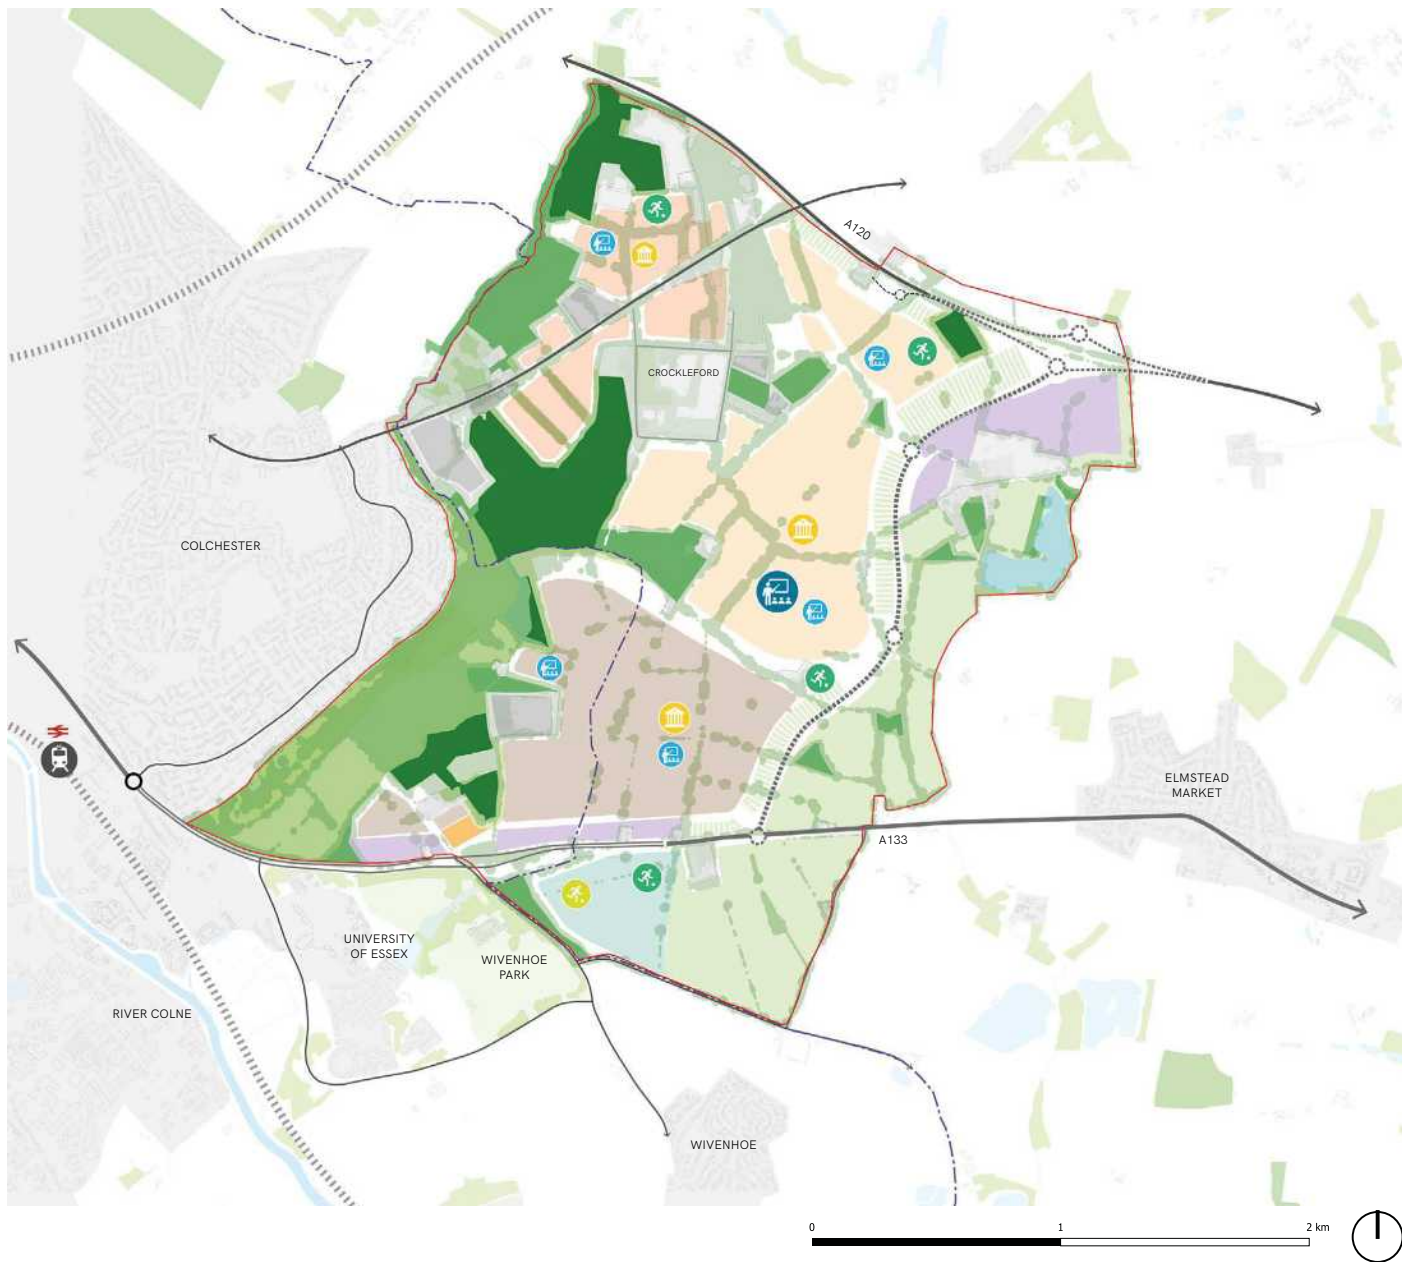 A120
CROCKLEFORD
COLCHESTER
ELMSTEAD
MARKET
A133
UNIVERSITY
OF ESSEX
WIVENHOE
PARK
RIVER COLNE
WIVENHOE
0 1 2 km